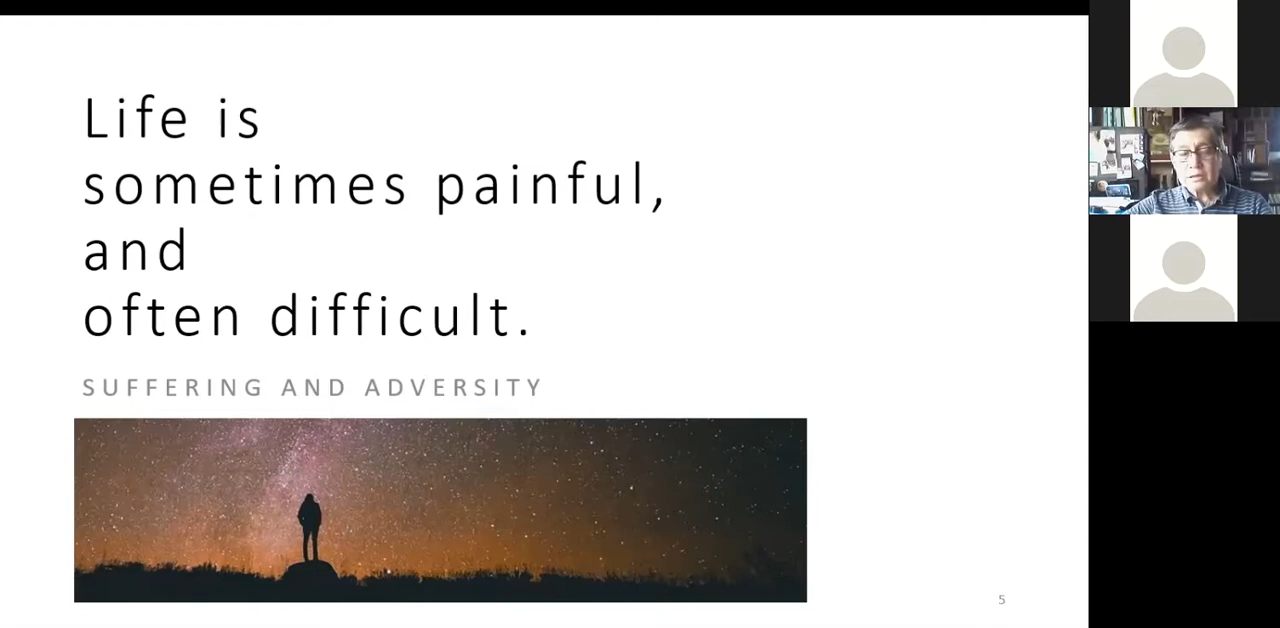 Life is
sometimes painful,
and
often difficult.
SUFFERING AND ADVERSITY
5